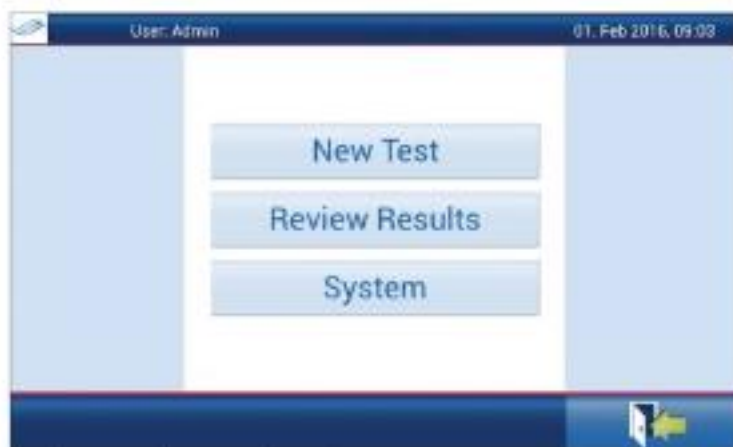 User: Admin
01. Feb 2016, 09:03
New Test
Review Results
System